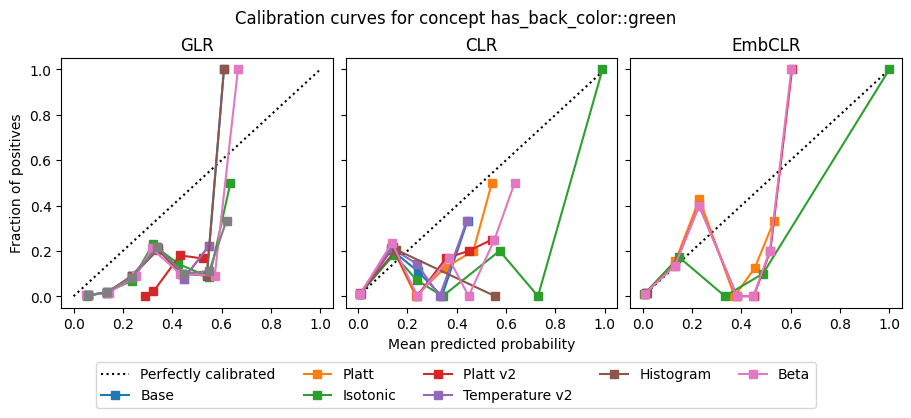 Calibration curves for concept has_back_color::green
GLR
CLR
EmbCLR
Fraction of positives
1.0
0.8
0.6
0.4
0.2
0.0
0.0 0.2 0.4 0.6 0.8 1.0
0.0 0.2 0.4 0.6 0.8 1.0
0.0 0.2 0.4 0.6 0.8 1.0
Mean predicted probability
Perfectly calibrated
Base
Platt
Isotonic
Platt v2
Temperature v2
Histogram
Beta